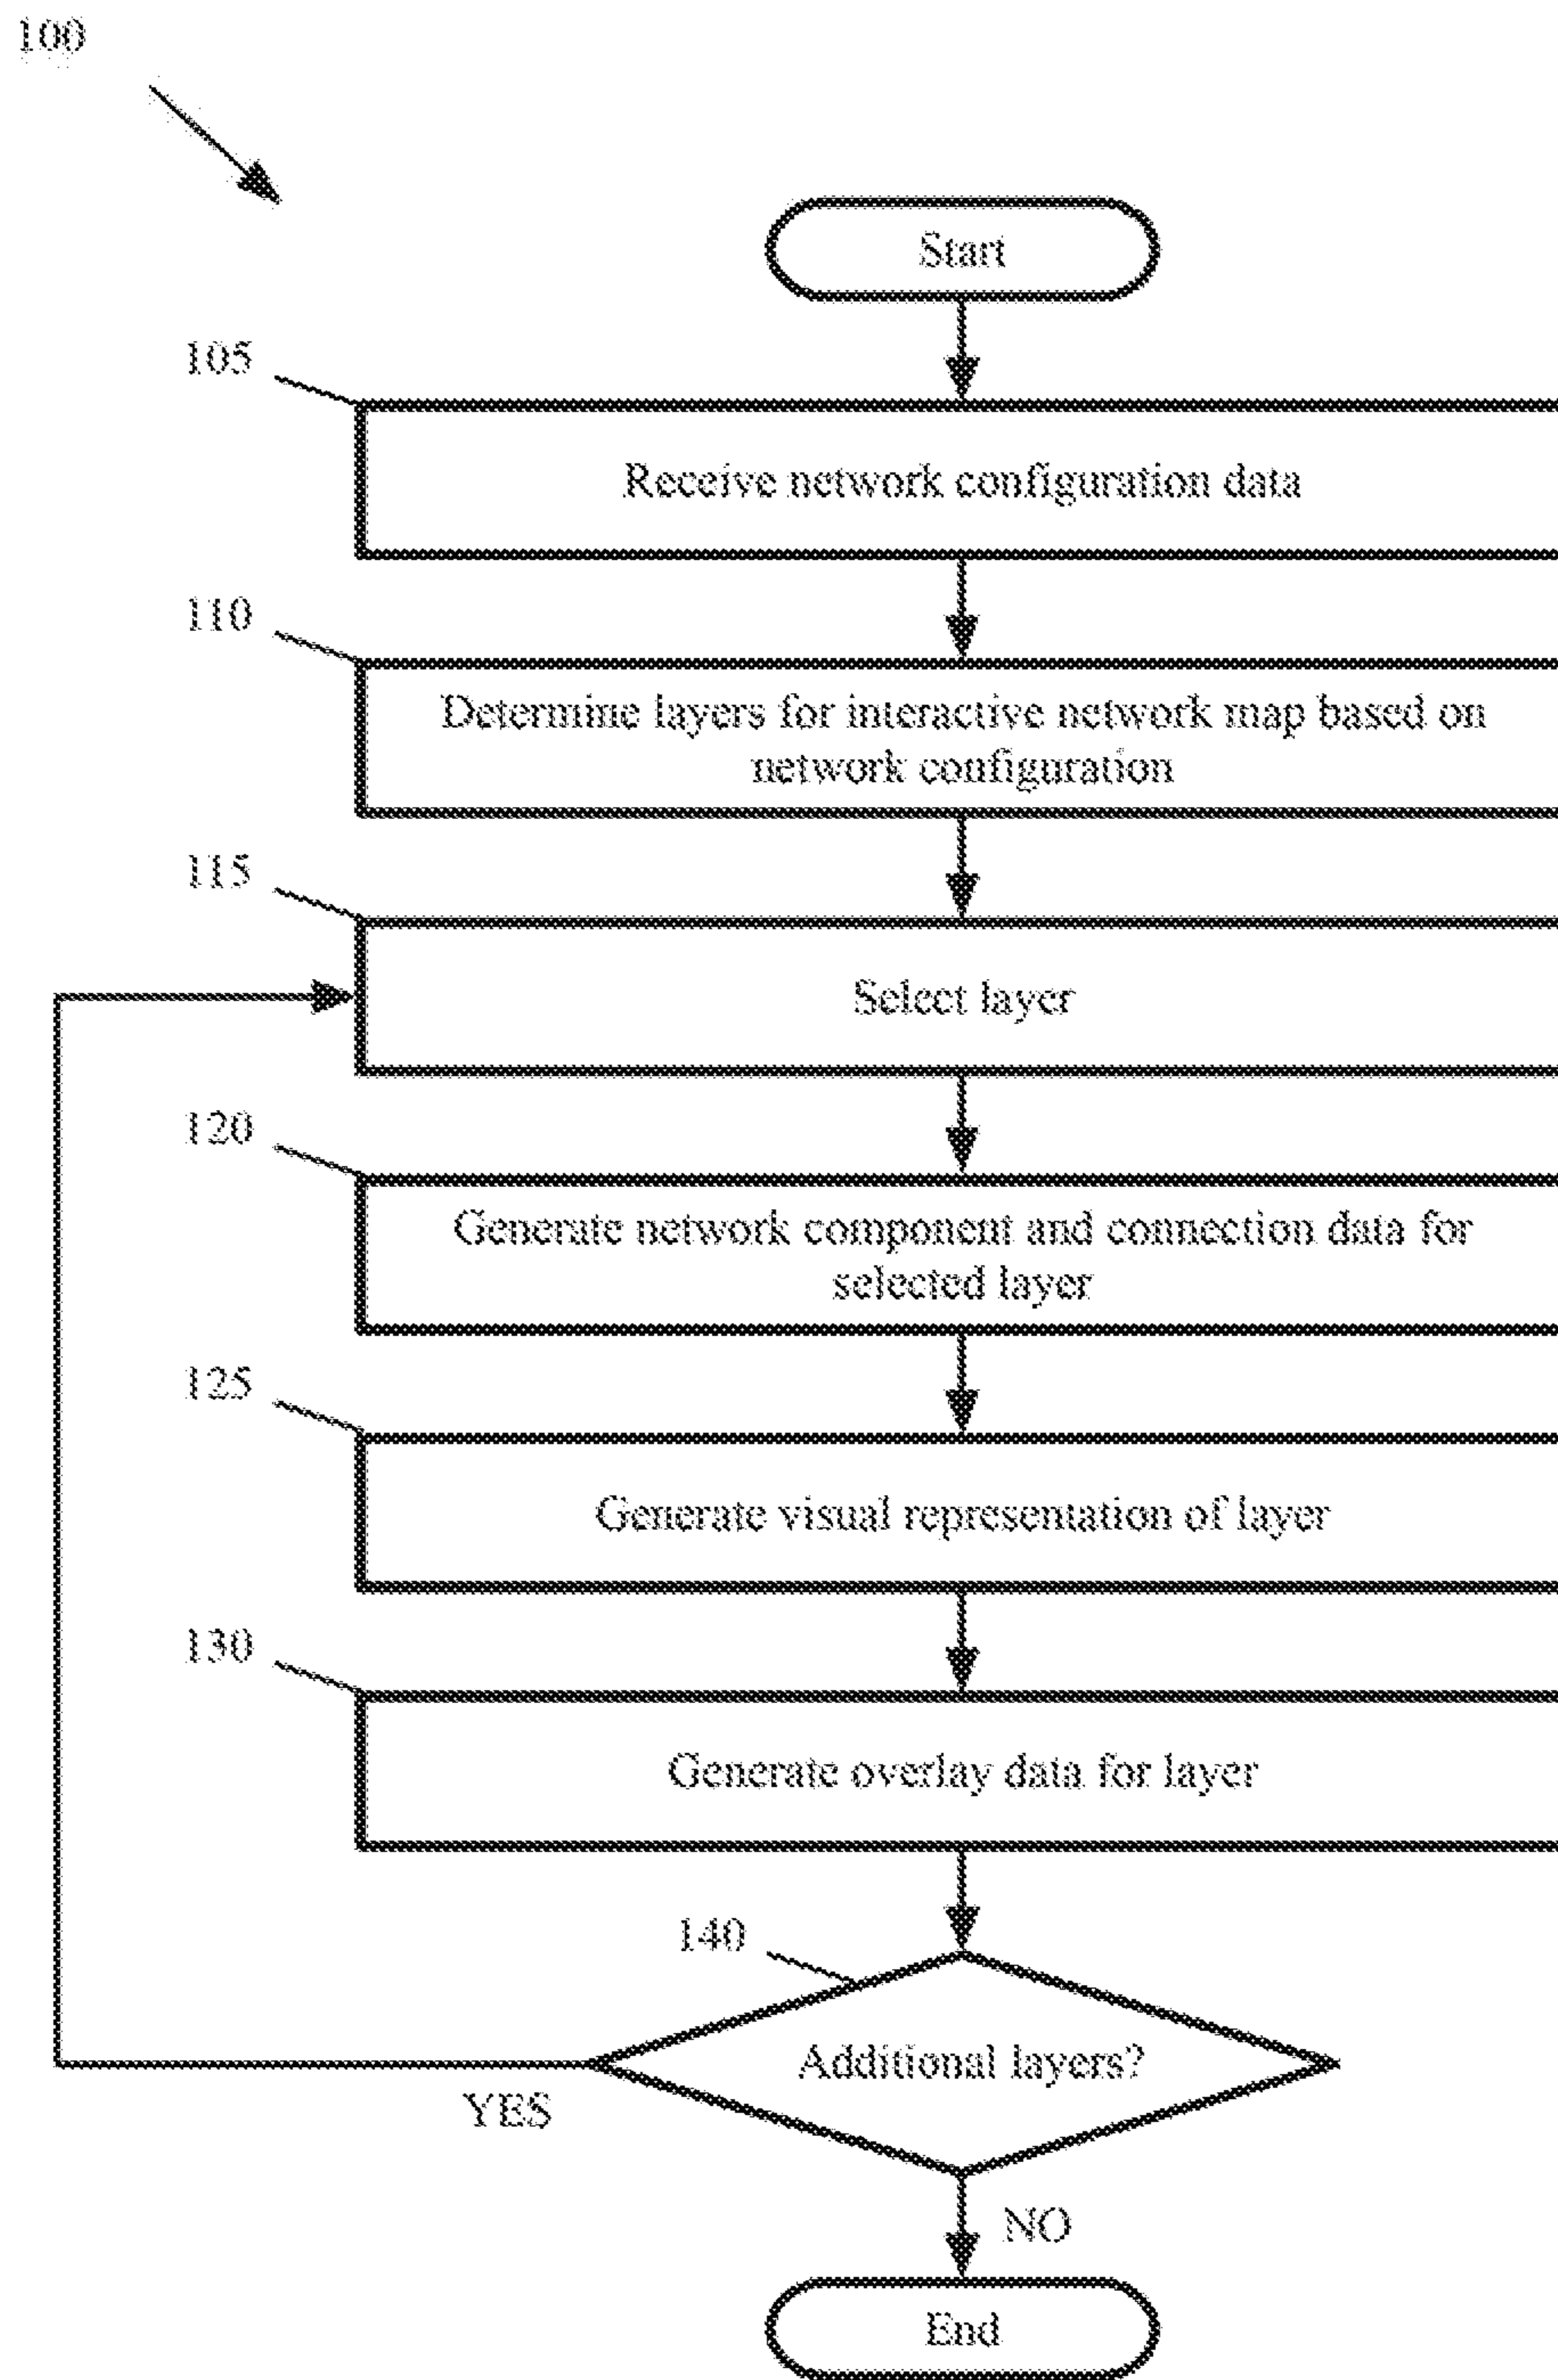 100
Start
105
Receive network configuration data
110
Determine layers for interactive network map based on
network configuration
115
Select layer
120
Generate network component and connection data for
selected layer
125
Generate visual representation of layer
130
Generate overlay data for layer
140
Additional layers?
YES
NO
End